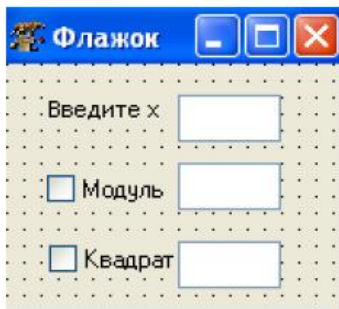 Флажок
Введите x
Модуль
Квадрат